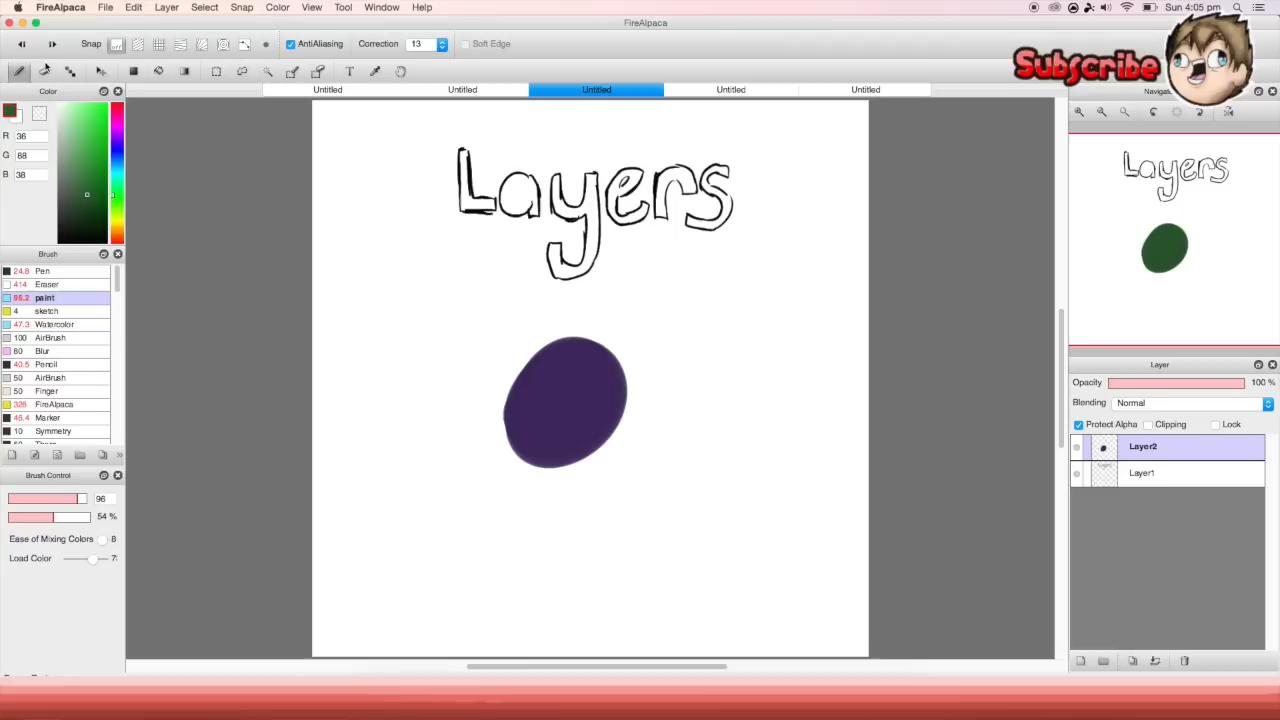 FireAlpaca File Edit Layer Select Snap Color View Tool Window Help Sun 4:05 pm
FireAlpaca
Snap AntiAliasing Correction 13 Soft Edge
Subscribe
Color
Untitled Untitled Untitled Untitled Untitled
R 36
G 88
B 38
Layers
Layers
Brush
24.8 Pen
414 Eraser
95.2 paint
4 sketch
47.3 Watercolor
100 AirBrush
80 Blur
40.5 Pencil
50 AirBrush
50 Finger
326 FireAlpaca
46.4 Marker
10 Symmetry
Brush Control
96
54 %
Ease of Mixing Colors 8
Load Color
Layer
Opacity 100 %
Blending Normal
Protect Alpha Clipping Lock
Layer2
Layer1